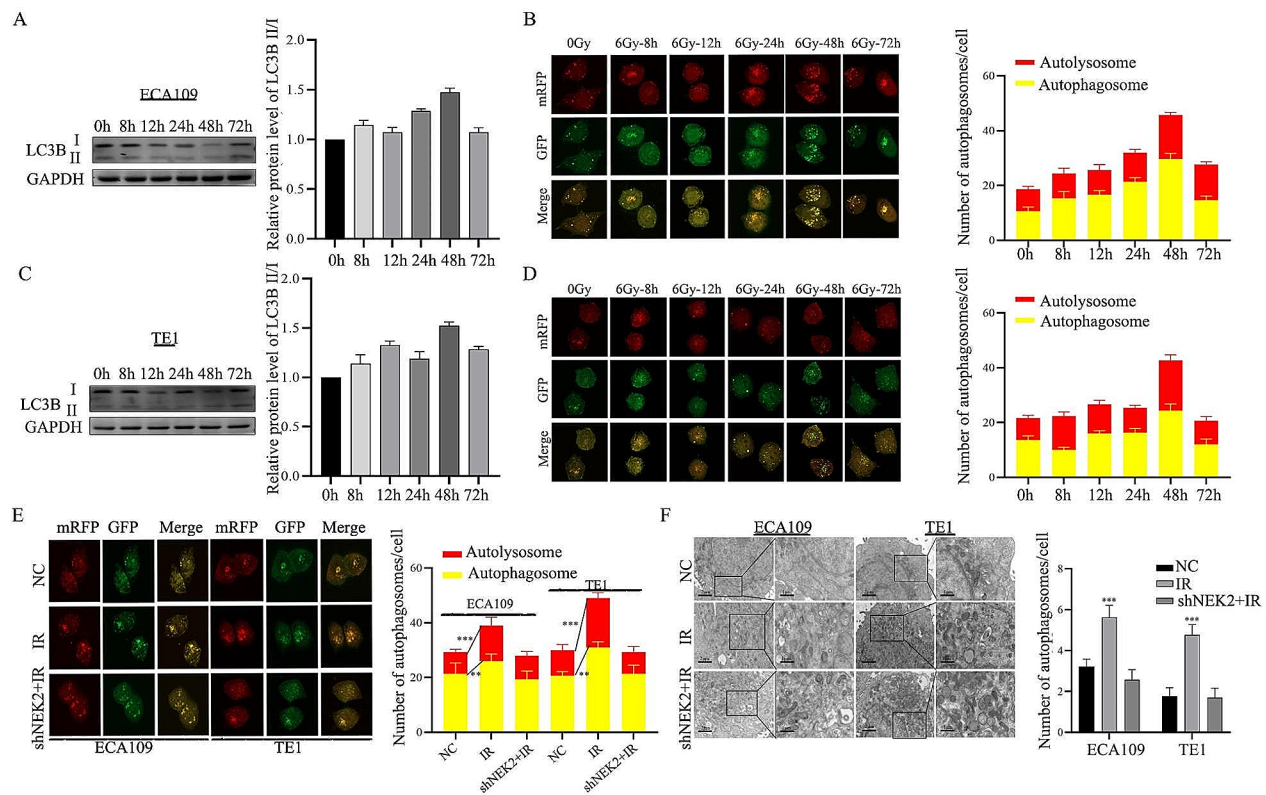 A
ECA109
0h 8h 12h 24h 48h 72h
LC3B I
II
GAPDH
Relative protein level of LC3B II/I
2.0
1.5
1.0
0.5
0.0
0h 8h 12h 24h 48h 72h
B
0Gy 6Gy-8h 6Gy-12h 6Gy-24h 6Gy-48h 6Gy-72h
mRFP
GFP
Merge
Number of autophagosomes/cell
Autolysosome
Autophagosome
60
40
20
0
0h 8h 12h 24h 48h 72h
C
TE1
0h 8h 12h 24h 48h 72h
LC3B I
II
GAPDH
Relative protein level of LC3B II/I
2.0
1.5
1.0
0.5
0.0
0h 8h 12h 24h 48h 72h
D
0Gy 6Gy-8h 6Gy-12h 6Gy-24h 6Gy-48h 6Gy-72h
mRFP
GFP
Merge
Number of autophagosomes/cell
Autolysosome
Autophagosome
60
40
20
0
0h 8h 12h 24h 48h 72h
E
mRFP GFP Merge mRFP GFP Merge
NC
IR
shNEK2+IR
ECA109 TE1
Number of autophagosomes/cell
Autolysosome
Autophagosome
60
40
20
0
ECA109
TE1
***
**
***
**
NC IR shNEK2+IR NC IR shNEK2+IR
F
ECA109 TE1
NC
IR
shNEK2+IR
Number of autophagosomes/cell
8
6
4
2
0
NC
IR
shNEK2+IR
***
***
ECA109 TE1